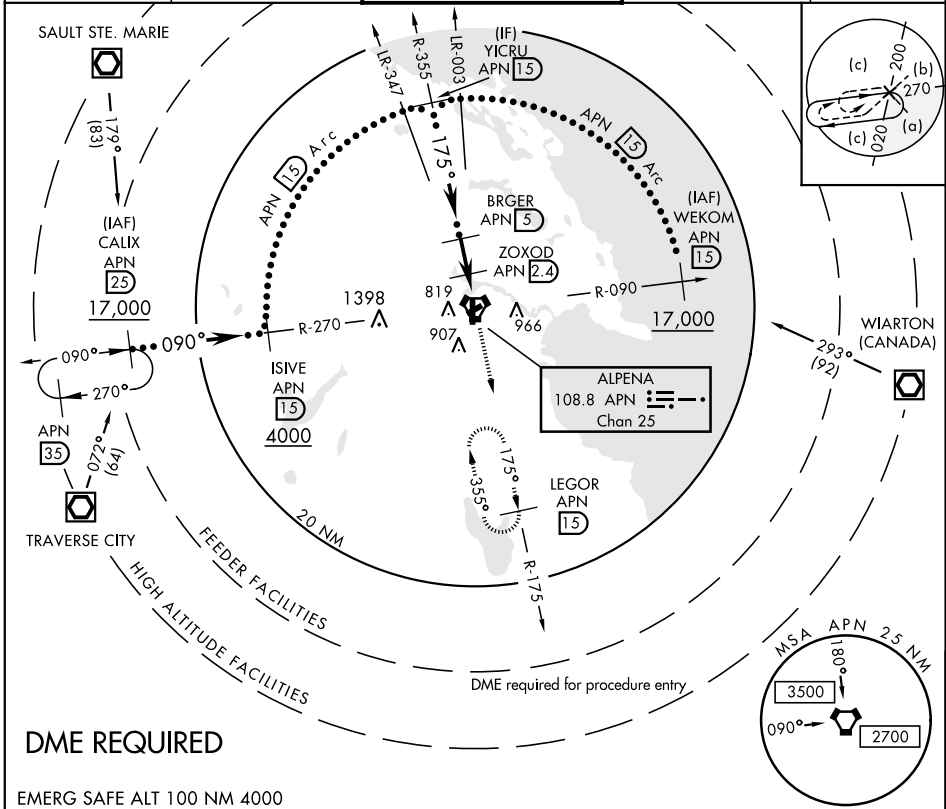 SAULT STE. MARIE
179°
(83)
(IAF)
CALIX
APN
25
17,000
090°
270°
APN
35
072°
(64)
TRAVERSE CITY
090°
R-270
ISIVE
APN
15
4000
1398
APN 15 Arc
LR-347
R-355
LR-003
(IF)
YICRU
APN 15
175°
BRGER
APN 5
ZOXOD
APN 2.4
819
907
966
APN 15 Arc
(IAF)
WEKOM
APN
15
R-090
17,000
WIARTON
(CANADA)
293°
(92)
ALPENA
108.8 APN
Chan 25
175°
355°
LEGOR
APN
15
R-175
20 NM
FEEDER FACILITIES
HIGH ALTITUDE FACILITIES
DME required for procedure entry
(c)
200
(b)
270
(a)
020
(c)
MSA APN 25 NM
180°
3500
090°
2700
DME REQUIRED
EMERG SAFE ALT 100 NM 4000